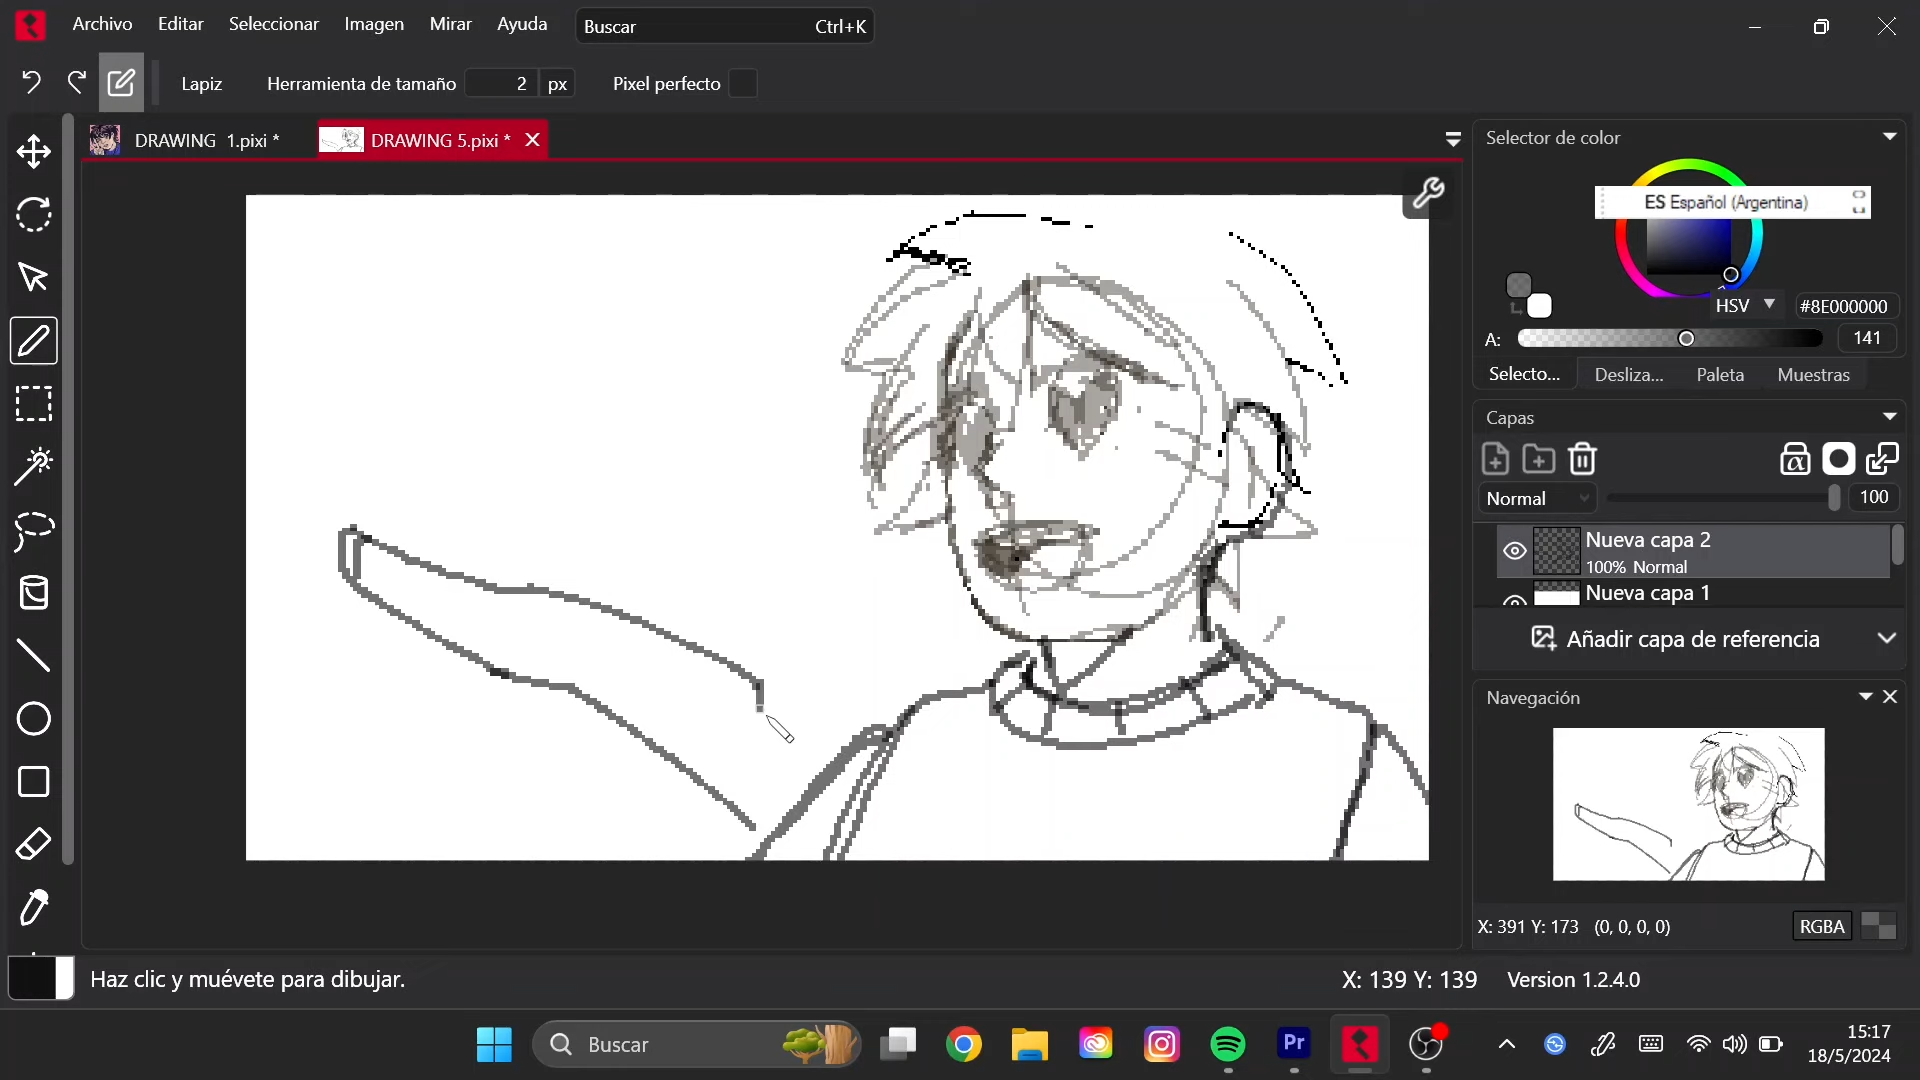 Archivo Editar Seleccionar Imagen Mirar Ayuda Buscar Ctrl+K
Lapiz Herramienta de tamaño 2 px Pixel perfecto
DRAWING 1.pixi * DRAWING 5.pixi *
Selector de color
ES Español (Argentina)
HSV #8E000000
A: 141
Selecto... Desliza... Paleta Muestras
Capas
Normal 100
Nueva capa 2
100% Normal
Nueva capa 1
Añadir capa de referencia
Navegación
X: 391 Y: 173 (0, 0, 0, 0) RGBA
Haz clic y muévete para dibujar. X: 139 Y: 139 Version 1.2.4.0
Buscar Pr 15:17
18/5/2024